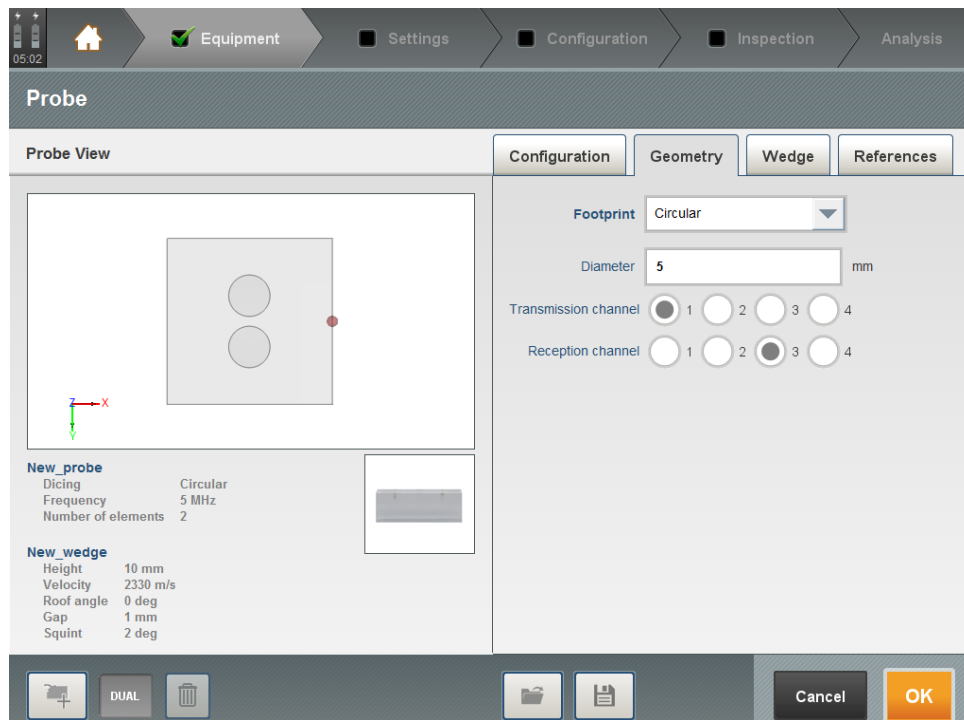 05:02
Equipment
Settings
Configuration
Inspection
Analysis
Probe
Probe View
Configuration
Geometry
Wedge
References
Footprint Circular
Diameter 5 mm
Transmission channel 1 2 3 4
Reception channel 1 2 3 4
Z X
Y
New_probe
Dicing Circular
Frequency 5 MHz
Number of elements 2
New_wedge
Height 10 mm
Velocity 2330 m/s
Roof angle 0 deg
Gap 1 mm
Squint 2 deg
DUAL
Cancel
OK